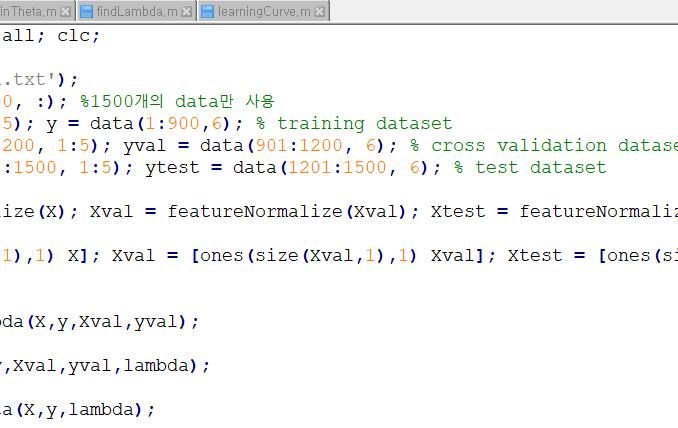 inTheta.m findLambda.m learningCurve.m
all; clc;
.txt');
0, :); %1500개의 data만 사용
5); y = data(1:900,6); % training dataset
200, 1:5); yval = data(901:1200, 6); % cross validation datase
:1500, 1:5); ytest = data(1201:1500, 6); % test dataset
ize(X); Xval = featureNormalize(Xval); Xtest = featureNormaliz
1),1) X]; Xval = [ones(size(Xval,1),1) Xval]; Xtest = [ones(si
da(X,y,Xval,yval);
,Xval,yval,lambda);
a(X,y,lambda);